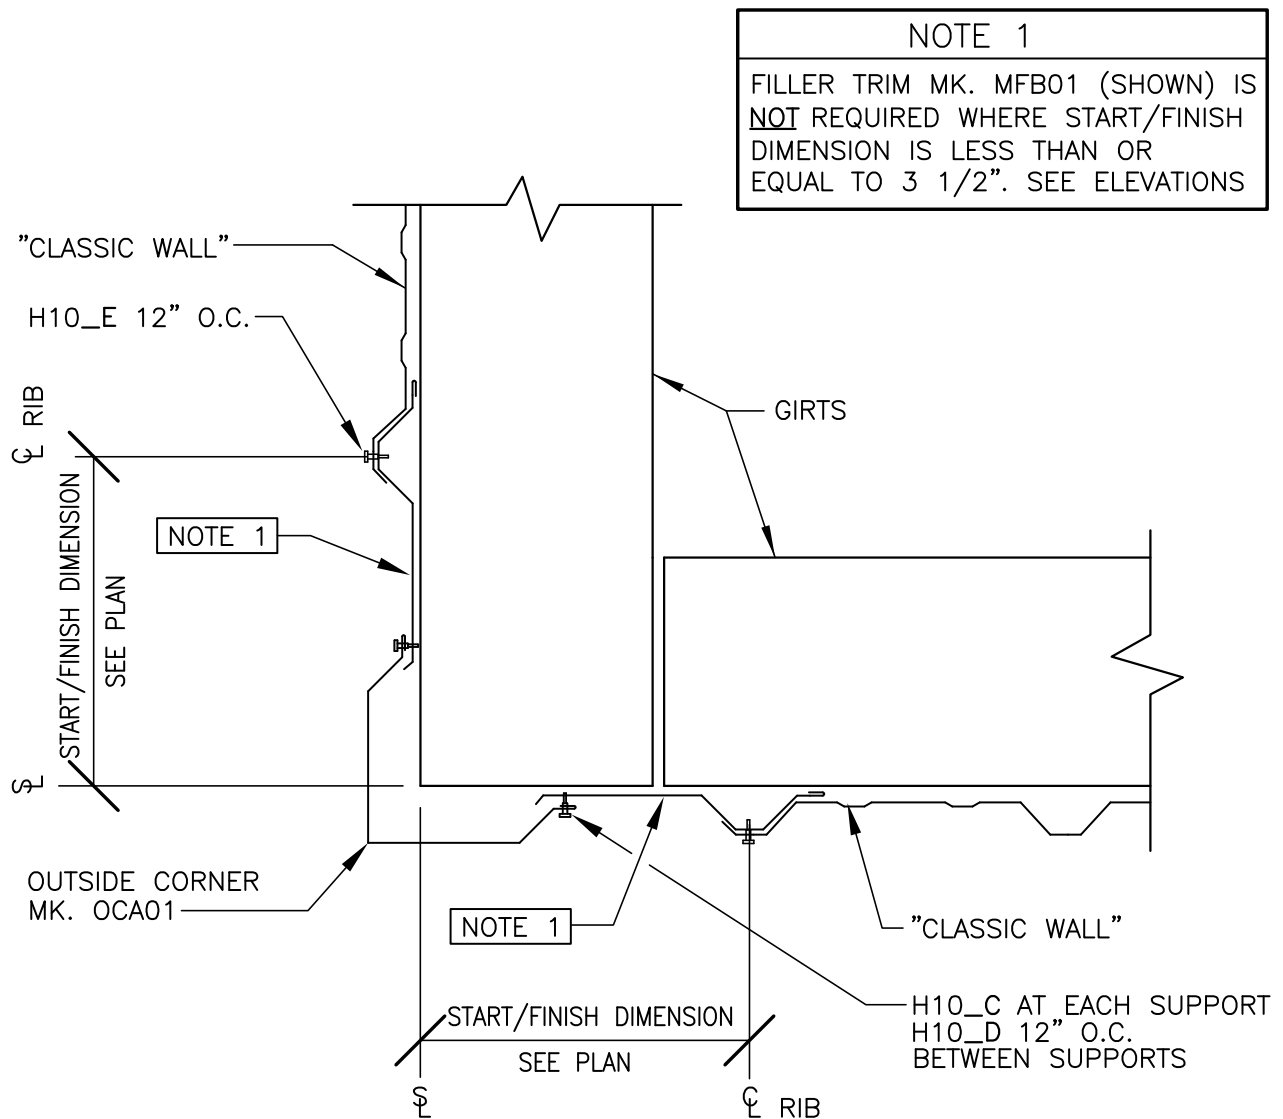 NOTE 1
FILLER TRIM MK. MFB01 (SHOWN) IS
NOT REQUIRED WHERE START/FINISH
DIMENSION IS LESS THAN OR
EQUAL TO 3 1/2". SEE ELEVATIONS
"CLASSIC WALL"
H10_E 12" O.C.
GIRTS
℄ RIB
NOTE 1
START/FINISH DIMENSION
SEE PLAN
SL
OUTSIDE CORNER
MK. OCA01
NOTE 1
"CLASSIC WALL"
H10_C AT EACH SUPPORT
H10_D 12" O.C.
BETWEEN SUPPORTS
START/FINISH DIMENSION
SEE PLAN
SL
℄ RIB